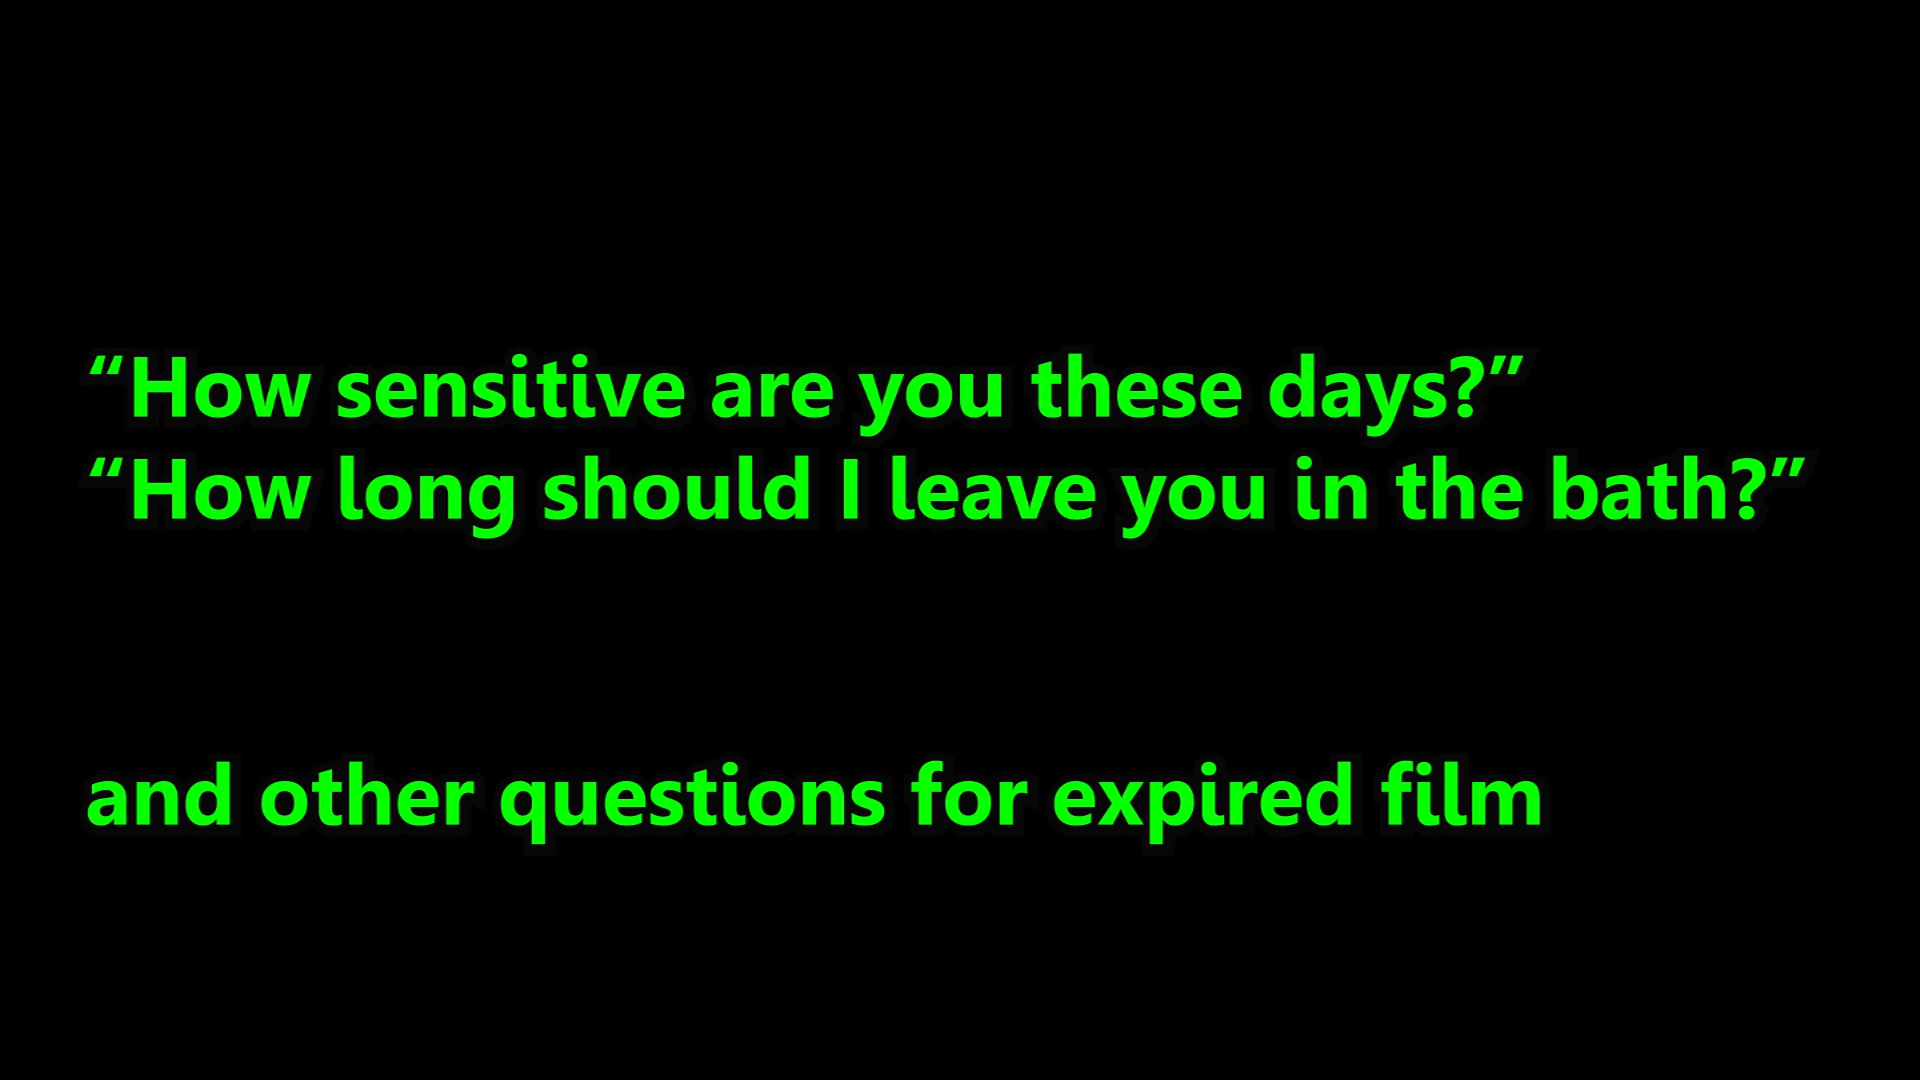 “How sensitive are you these days?”
“How long should I leave you in the bath?”
and other questions for expired film